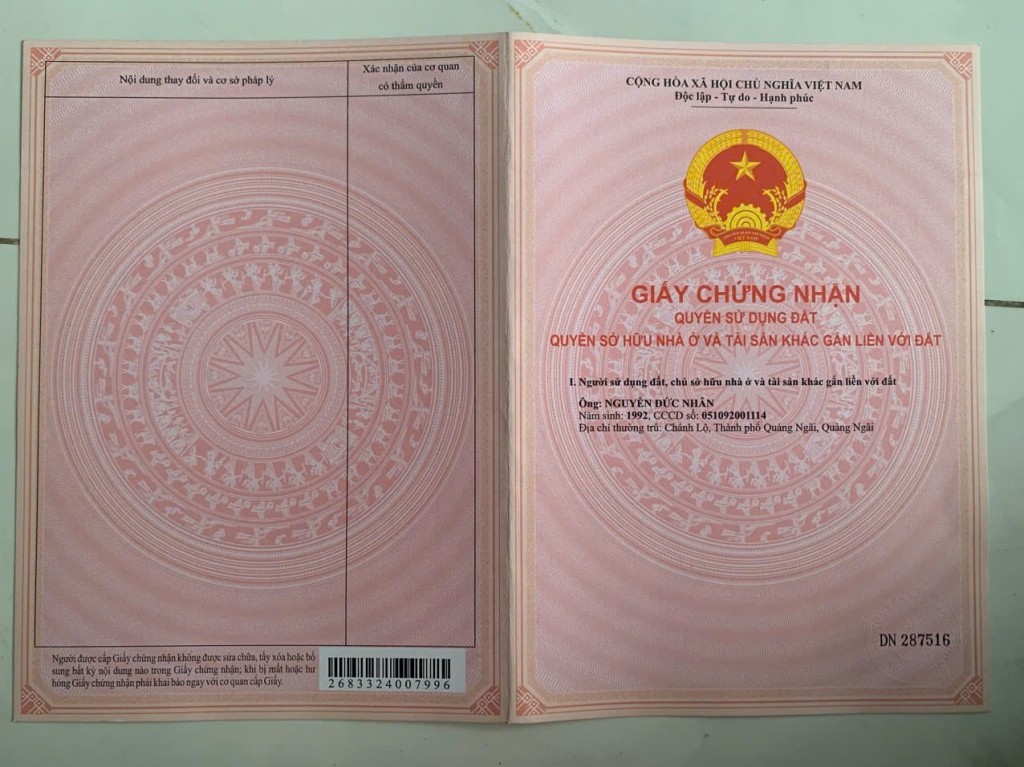 Nội dung thay đổi và cơ sở pháp lý
Xác nhận của cơ quan
có thẩm quyền
Người được cấp Giấy chứng nhận không được sửa chữa, tẩy xóa hoặc bổ
sung bất kỳ nội dung nào trong Giấy chứng nhận; khi bị mất hoặc hư
hỏng Giấy chứng nhận phải khai báo ngay với cơ quan cấp Giấy.
2683324007996
CỘNG HÒA XÃ HỘI CHỦ NGHĨA VIỆT NAM
Độc lập - Tự do - Hạnh phúc
VIỆT NAM
GIẤY CHỨNG NHẬN
QUYỀN SỬ DỤNG ĐẤT
QUYỀN SỞ HỮU NHÀ Ở VÀ TÀI SẢN KHÁC GẮN LIỀN VỚI ĐẤT
I. Người sử dụng đất, chủ sở hữu nhà ở và tài sản khác gắn liền với đất
Ông: NGUYỄN ĐỨC NHÂN
Năm sinh: 1992, CCCD số: 051092001114
Địa chỉ thường trú: Chánh Lộ, Thành phố Quảng Ngãi, Quảng Ngãi
DN 287516